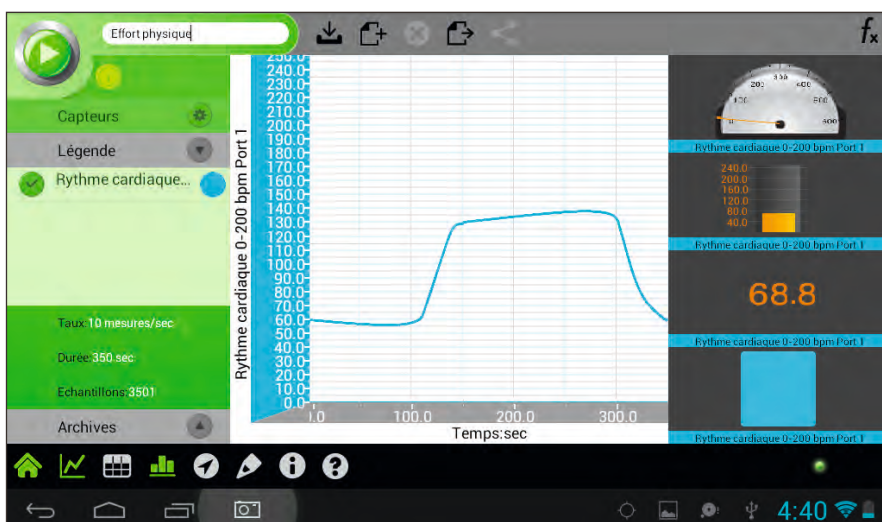 Effort physique
fx
Capteurs
Légende
Rythme cardiaque...
Taux:10 mesures/sec
Durée:350 sec
Echantillons:3501
Archives
Rythme cardiaque 0-200 bpm Port 1
250.0
240.0
230.0
220.0
210.0
200.0
190.0
180.0
170.0
160.0
150.0
140.0
130.0
120.0
110.0
100.0
90.0
80.0
70.0
60.0
50.0
40.0
30.0
20.0
10.0
0.0
100.0
200.0
300.0
Temps:sec
Rythme cardiaque 0-200 bpm Port 1
240.0
200.0
160.0
120.0
80.0
40.0
Rythme cardiaque 0-200 bpm Port 1
68.8
Rythme cardiaque 0-200 bpm Port 1
Rythme cardiaque 0-200 bpm Port 1
4:40